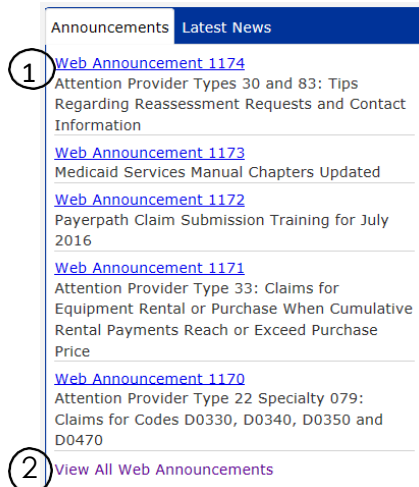 Announcements Latest News
1 Web Announcement 1174
Attention Provider Types 30 and 83: Tips
Regarding Reassessment Requests and Contact
Information
Web Announcement 1173
Medicaid Services Manual Chapters Updated
Web Announcement 1172
Payerpath Claim Submission Training for July
2016
Web Announcement 1171
Attention Provider Type 33: Claims for
Equipment Rental or Purchase When Cumulative
Rental Payments Reach or Exceed Purchase
Price
Web Announcement 1170
Attention Provider Type 22 Specialty 079:
Claims for Codes D0330, D0340, D0350 and
D0470
2 View All Web Announcements